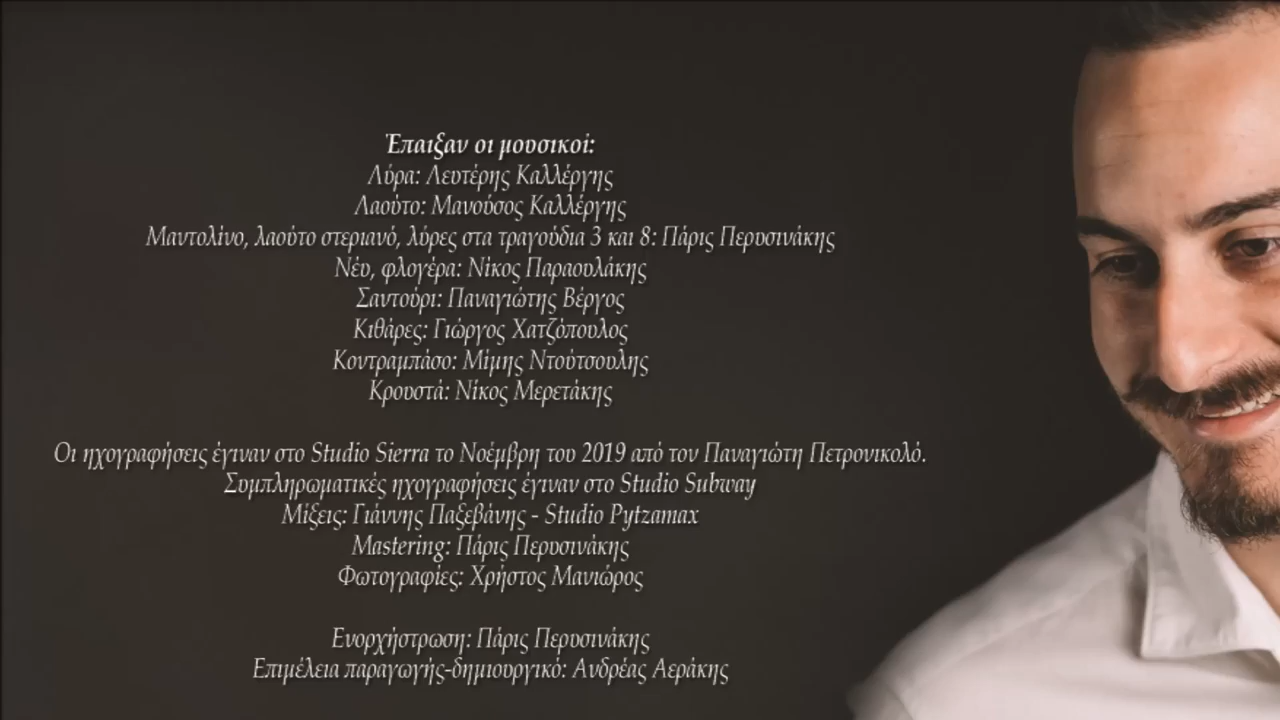 Έπαιξαν οι μουσικοί:
Λύρα: Λευτέρης Καλλέργης
Λαούτο: Μανούσος Καλλέργης
Μαντολίνο, λαούτο στεριανό, λύρες στα τραγούδια 3 και 8: Πάρις Περυσινάκης
Νέυ, φλογέρα: Νίκος Παραουλάκης
Σαντούρι: Παναγιώτης Βέργος
Κιθάρες: Γιώργος Χατζόπουλος
Κοντραμπάσο: Μίμης Ντούτσουλης
Κρουστά: Νίκος Μερετάκης
Οι ηχογραφήσεις έγιναν στο Studio Sierra το Νοέμβρη του 2019 από τον Παναγιώτη Πετρονικολό.
Συμπληρωματικές ηχογραφήσεις έγιναν στο Studio Subway
Μίξεις: Γιάννης Παξεβάνης - Studio Pytzamax
Mastering: Πάρις Περυσινάκης
Φωτογραφίες: Χρήστος Μανιώρος
Ενορχήστρωση: Πάρις Περυσινάκης
Επιμέλεια παραγωγής-δημιουργικό: Ανδρέας Αεράκης